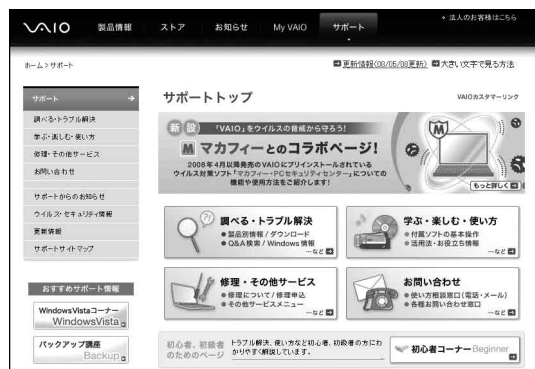 VAIO 製品情報 ストア お知らせ My VAIO サポート
法人のお客様はこちら
ホーム>サポート
更新情報(08/05/08更新) 大きい文字で見る方法
サポート
調べる・トラブル解決
学ぶ・楽しむ・使い方
修理・その他サービス
お問い合わせ
サポートからのお知らせ
ウイルス・セキュリティ情報
更新情報
サポートサイトマップ
おすすめサポート情報
WindowsVistaコーナー
WindowsVista
バックアップ講座
Backup
サポートトップ
VAIOカスタマーリンク
新設 「VAIO」をウイルスの脅威から守ろう!
マカフィーとのコラボページ!
2008年4月以降発売のVAIOにプリインストールされている
ウイルス対策ソフト「マカフィー・PCセキュリティセンター」についての
機能や使用方法をご紹介します!
もっと詳しく
調べる・トラブル解決
製品別情報/ダウンロード
Q&A検索/Windows 情報
…など
学ぶ・楽しむ・使い方
付属ソフトの基本操作
活用法・お役立ち情報
…など
修理・その他サービス
修理について/修理申込
その他サービスメニュー
…など
お問い合わせ
使い方相談窓口(電話・メール)
各種お問い合わせ窓口
…など
初心者、初級者
のためのページ
トラブル解決、使い方など初心者、初級者の方にわ
かりやすく解説しています。
初心者コーナー Beginner